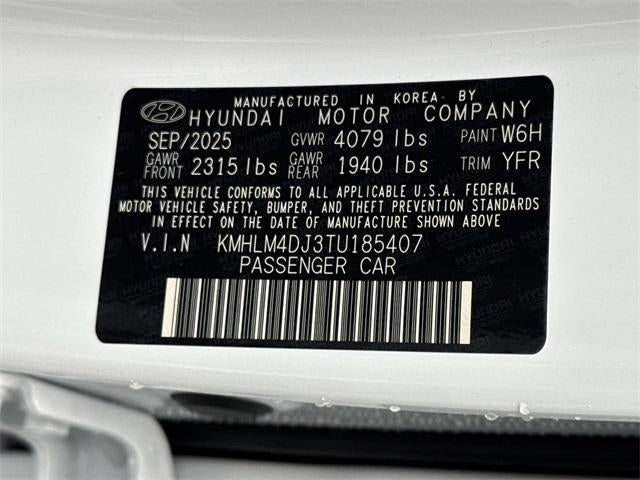 MANUFACTURED IN KOREA BY
HYUNDAI MOTOR COMPANY
SEP/2025 GVWR 4079 lbs PAINT W6H
GAWR FRONT 2315 lbs GAWR REAR 1940 lbs TRIM YFR
THIS VEHICLE CONFORMS TO ALL APPLICABLE U.S.A. FEDERAL
MOTOR VEHICLE SAFETY, BUMPER, AND THEFT PREVENTION STANDARDS
IN EFFECT ON THE DATE OF MANUFACTURE SHOWN ABOVE.
V.I.N KMHLM4DJ3TU185407
PASSENGER CAR